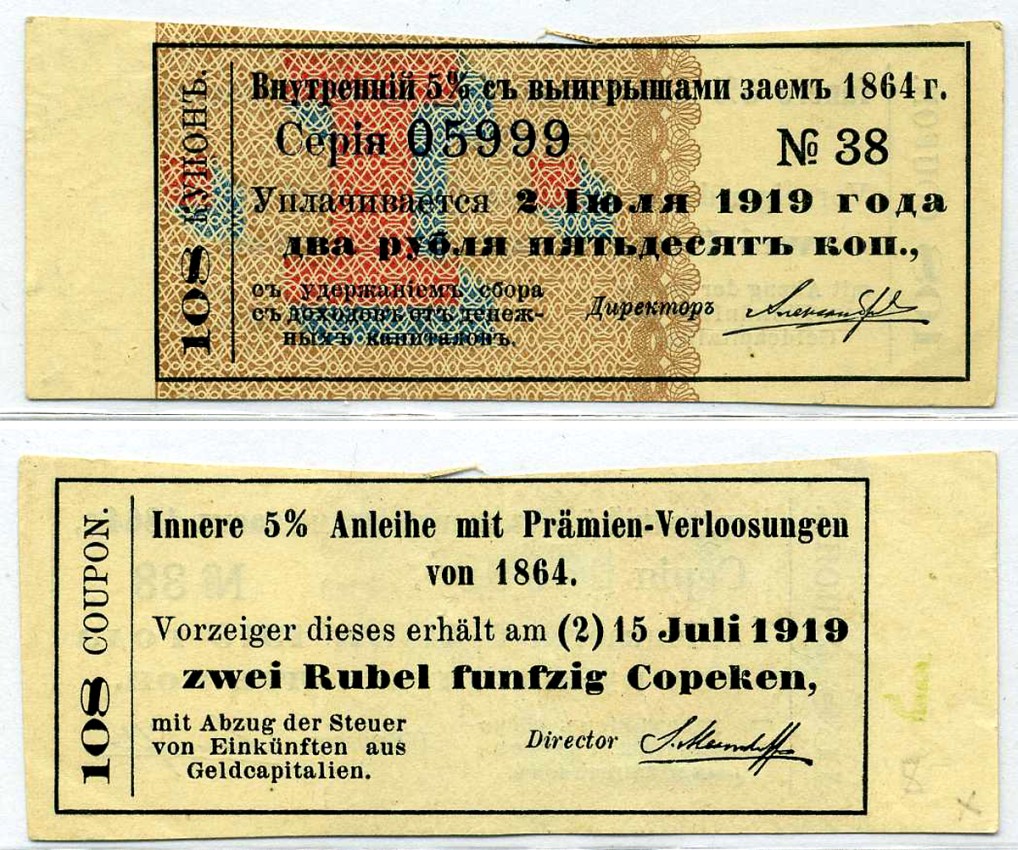 108 КУПОНЪ.
Внутренній 5% съ выигрышами заемъ 1864 г.
Серія 05999 № 38
Уплачивается 2 Іюля 1919 года
два рубля пятьдесятъ коп.,
съ удержаніемъ сбора
съ доходовъ отъ денеж-
ныхъ капиталовъ.
Директоръ
108 COUPON.
Innere 5% Anleihe mit Prämien-Verloosungen
von 1864.
Vorzeiger dieses erhält am (2) 15 Juli 1919
zwei Rubel funfzig Copeken,
mit Abzug der Steuer
von Einkünften aus
Geldcapitalien.
Director